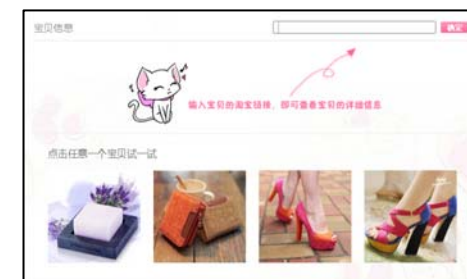 宝贝信息
确定
输入宝贝的淘宝链接，即可查看宝贝的详细信息
点击任意一个宝贝试一试